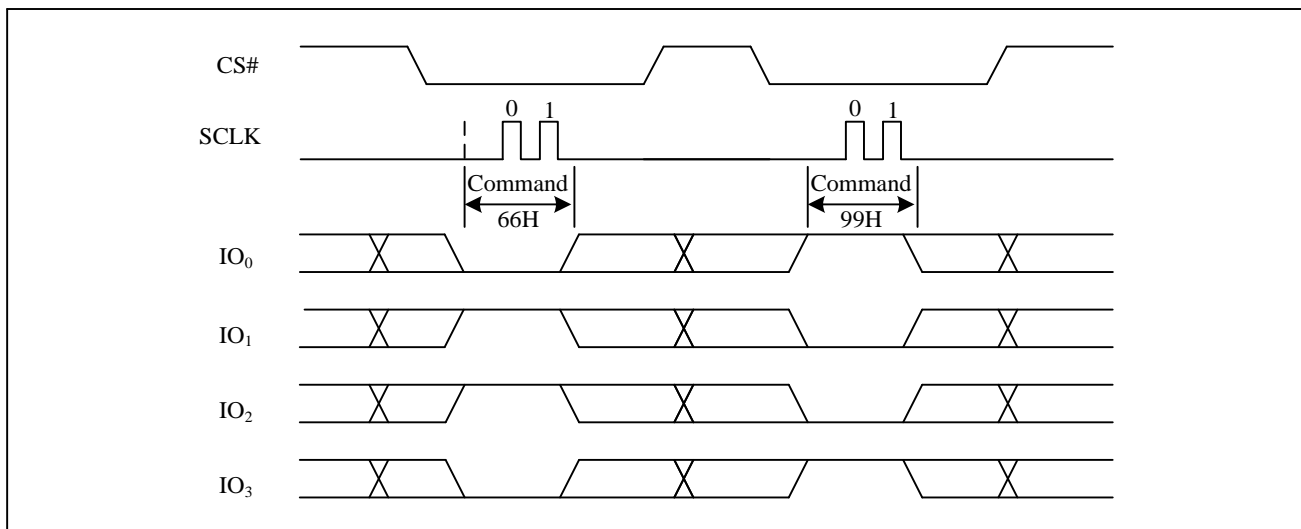 CS#
0 1 0 1
SCLK
Command Command
66H 99H
IO0
IO1
IO2
IO3